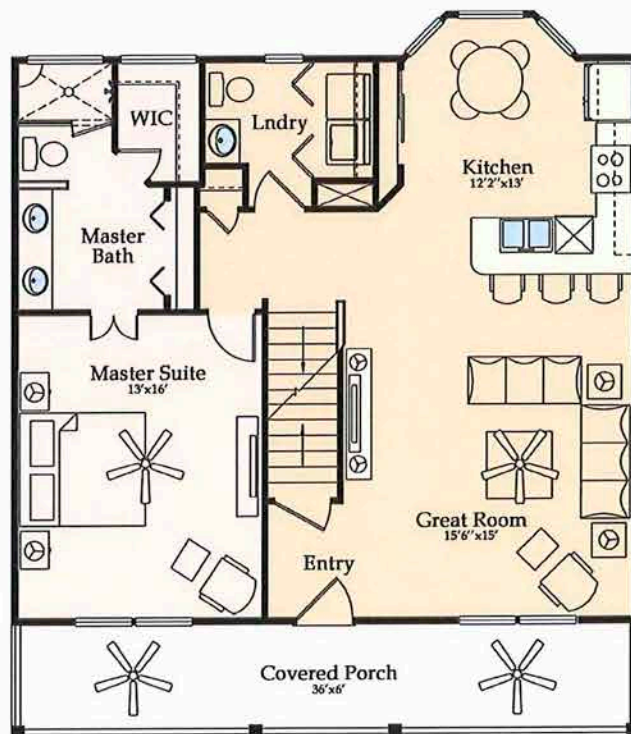 WIC
Lndry
Kitchen
12'2"x13'
Master
Bath
Master Suite
13'x16'
Great Room
15'6"x15'
Entry
Covered Porch
36'x6'